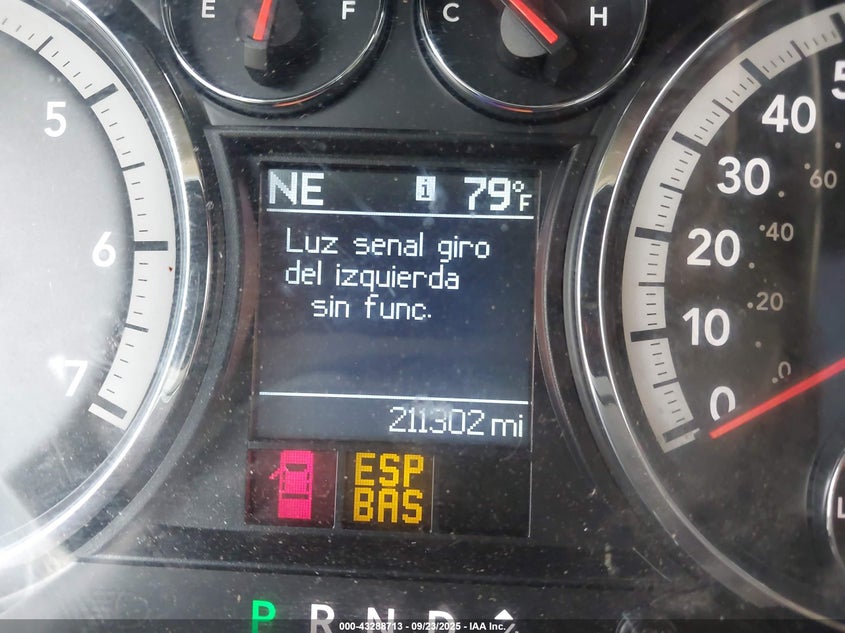 E F
C H
5
6
7
NE i 79°F
Luz senal giro
del izquierda
sin func.
211302 mi
ESP
BAS
40
30
20
10
0
60
40
20
0
P R N D
000-43288713 - 09/23/2025 - IAA Inc.